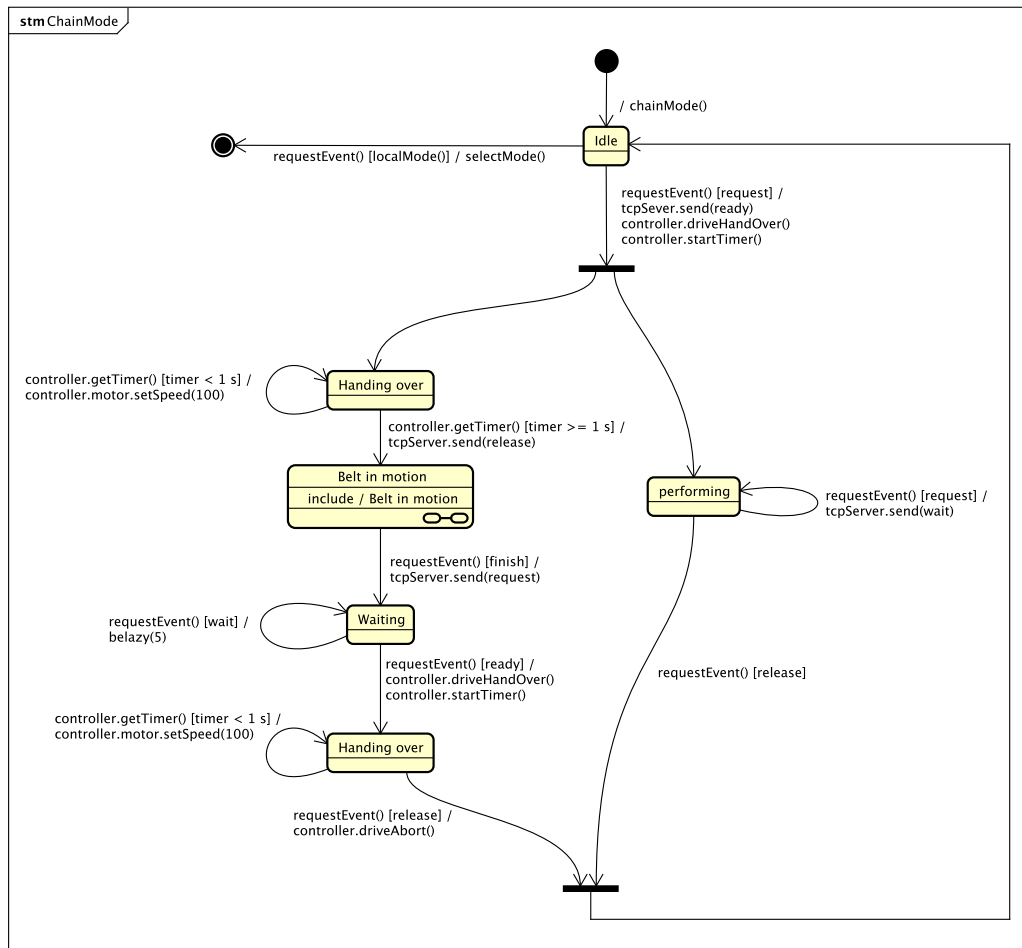 stm ChainMode
/ chainMode()
Idle
requestEvent() [localMode()] / selectMode()
requestEvent() [request] /
tcpSever.send(ready)
controller.driveHandOver()
controller.startTimer()
controller.getTimer() [timer < 1 s] /
controller.motor.setSpeed(100)
Handing over
controller.getTimer() [timer >= 1 s] /
tcpServer.send(release)
Belt in motion
include / Belt in motion
performing
requestEvent() [request] /
tcpServer.send(wait)
requestEvent() [finish] /
tcpServer.send(request)
requestEvent() [wait] /
belazy(5)
Waiting
requestEvent() [ready] /
controller.driveHandOver()
controller.startTimer()
requestEvent() [release]
controller.getTimer() [timer < 1 s] /
controller.motor.setSpeed(100)
Handing over
requestEvent() [release] /
controller.driveAbort()